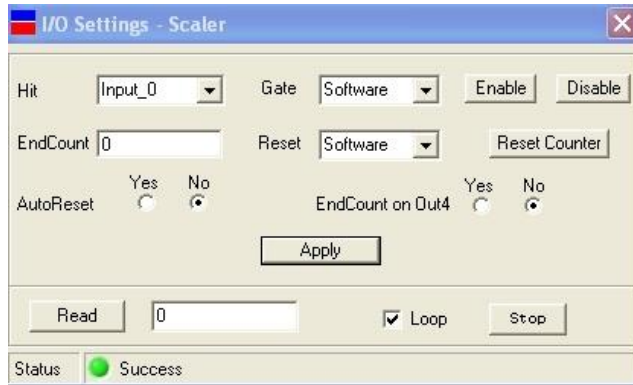 I/O Settings - Scaler
Hit Input_0 Gate Software Enable Disable
EndCount 0 Reset Software Reset Counter
Yes No Yes No
AutoReset EndCount on Out4
Apply
Read 0 Loop Stop
Status Success